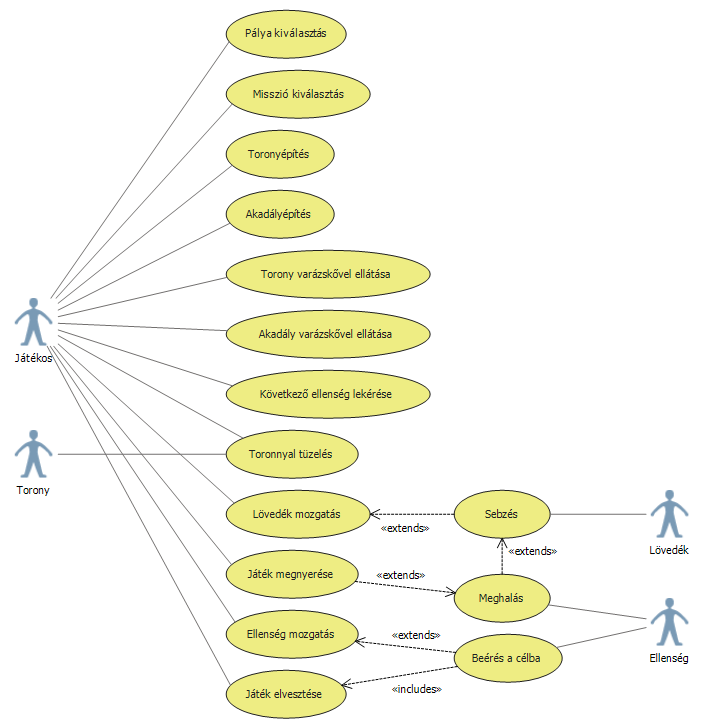 Pálya kiválasztás
Misszió kiválasztás
Toronyépítés
Akadályépítés
Torony varázskővel ellátása
Akadály varázskővel ellátása
Játékos
Következő ellenség lekérése
Toronnyal tüzelés
Torony
Lövedék mozgatás
«extends»
Sebzés
Lövedék
«extends»
Játék megnyerése
«extends»
Meghalás
Ellenség mozgatás
«extends»
Beérés a célba
Ellenség
Játék elvesztése
«includes»